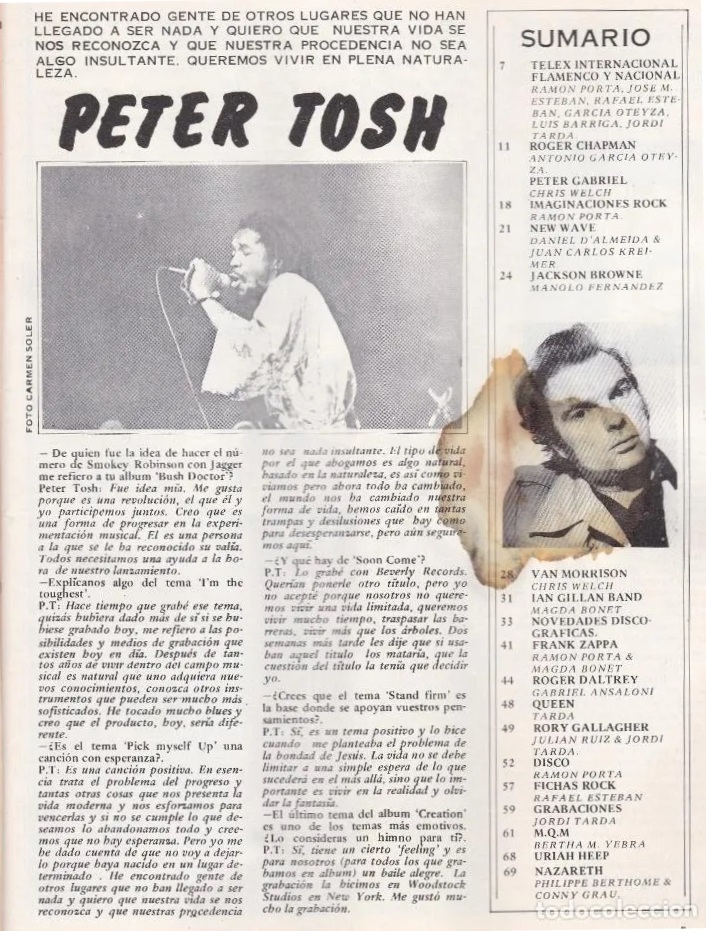 HE ENCONTRADO GENTE DE OTROS LUGARES QUE NO HAN
LLEGADO A SER NADA Y QUIERO QUE NUESTRA VIDA SE
NOS RECONOZCA Y QUE NUESTRA PROCEDENCIA NO SEA
ALGO INSULTANTE. QUEREMOS VIVIR EN PLENA NATURA-
LEZA.
PETER TOSH
FOTO CARMEN SOLER
— De quien fue la idea de hacer el nú-
mero de Smokey Robinson con Jagger
me refiero a tu album 'Bush Doctor'?
Peter Tosh: Fue idea mía. Me gusta
porque es una revolución, el que él y
yo participemos juntos. Creo que es
una forma de progresar en la experi-
mentación musical. El es una persona
a la que se le ha reconocido su valía.
Todos necesitamos una ayuda a la ho-
ra de nuestro lanzamiento.
—Explícanos algo del tema 'I'm the
toughest'.
P.T: Hace tiempo que grabé ese tema,
quizás hubiera dado más de sí si se hu-
biese grabado hoy, me refiero a las po-
sibilidades y medios de grabación que
existen hoy en día. Después de tan-
tos años de vivir dentro del campo mu-
sical es natural que uno adquiera nue-
vos conocimientos, conozca otros ins-
trumentos que pueden ser mucho más
sofisticados. He tocado mucho blues y
creo que el producto, hoy, sería dife-
rente.
—¿Es el tema 'Pick myself Up' una
canción con esperanza?.
P.T: Es una canción positiva. En esen-
cia trata el problema del progreso y
tantas otras cosas que nos presenta la
vida moderna y nos esforzamos para
vencerlas y si no se cumple lo que de-
seamos lo abandonamos todo y cree-
mos que no hay esperanza. Pero yo me
he dado cuenta de que no voy a dejar-
lo porque haya nacido en un lugar de-
terminado . He encontrado gente de
otros lugares que no han llegado a ser
nada y quiero que nuestra vida se nos
reconozca y que nuestras procedencia
no sea nada insultante. El tipo de vida
por el que abogamos es algo natural,
basado en la naturaleza, es así como vi-
viamos pero ahora todo ha cambiado,
el mundo nos ha cambiado nuestra
forma de vida, hemos caído en tantas
trampas y desilusiones que hay como
para desesperanzarse, pero aún seguire-
mos aquí.
—¿Y qué hay de 'Soon Come'?
P.T: Lo grabé con Beverly Records.
Querían ponerle otro título, pero yo
no acepté porque nosotros no quere-
mos vivir una vida limitada, queremos
vivir mucho tiempo, traspasar las ba-
rreras, vivir más que los árboles. Dos
semanas más tarde les dije que si usa-
ban aquel título los mataría, que la
cuestión del título la tenía que decidir
yo.
—¿Crees que el tema 'Stand firm' es
la base donde se apoyan vuestros pen-
samientos?.
P.T: Sí, es un tema positivo y lo hice
cuando me planteaba el problema de
la bondad de Jesús. La vida no se debe
limitar a una simple espera de lo que
sucederá en el más allá, sino que lo im-
portante es vivir en la realidad y olvi-
dar la fantasía.
—El último tema del album 'Creation'
es uno de los temas más emotivos.
¿Lo consideras un himno para tí?.
P.T: Sí, tiene un cierto 'feeling' y es
para nosotros (para todos los que gra-
bamos en album) un baile alegre. La
grabación la hicimos en Woodstock
Studios en New York. Me gustó mu-
cho la grabación.
SUMARIO
7 TELEX INTERNACIONAL
FLAMENCO Y NACIONAL
RAMON PORTA, JOSE M.
ESTEBAN, RAFAEL ESTE-
BAN, GARCIA OTEYZA,
LUIS BARRIGA, JORDI
TARDA.
11 ROGER CHAPMAN
ANTONIO GARCIA OTEY-
ZA.
PETER GABRIEL
CHRIS WELCH
18 IMAGINACIONES ROCK
RAMON PORTA.
21 NEW WAVE
DANIEL D'ALMEIDA &
JUAN CARLOS KREI-
MER
24 JACKSON BROWNE
MANOLO FERNANDEZ
28 VAN MORRISON
CHRIS WELCH
31 IAN GILLAN BAND
MAGDA BONET
33 NOVEDADES DISCO-
GRAFICAS.
41 FRANK ZAPPA
RAMON PORTA &
MAGDA BONET
44 ROGER DALTREY
GABRIEL ANSALONI
48 QUEEN
TARDA
49 RORY GALLAGHER
JULIAN RUIZ & JORDI
TARDA.
52 DISCO
RAMON PORTA
57 FICHAS ROCK
RAFAEL ESTEBAN
59 GRABACIONES
JORDI TARDA
61 M.Q.M
BERTHA M. YEBRA
68 URIAH HEEP
69 NAZARETH
PHILIPPE BERTHOME &
CONNY GRAU.
todocoleccion